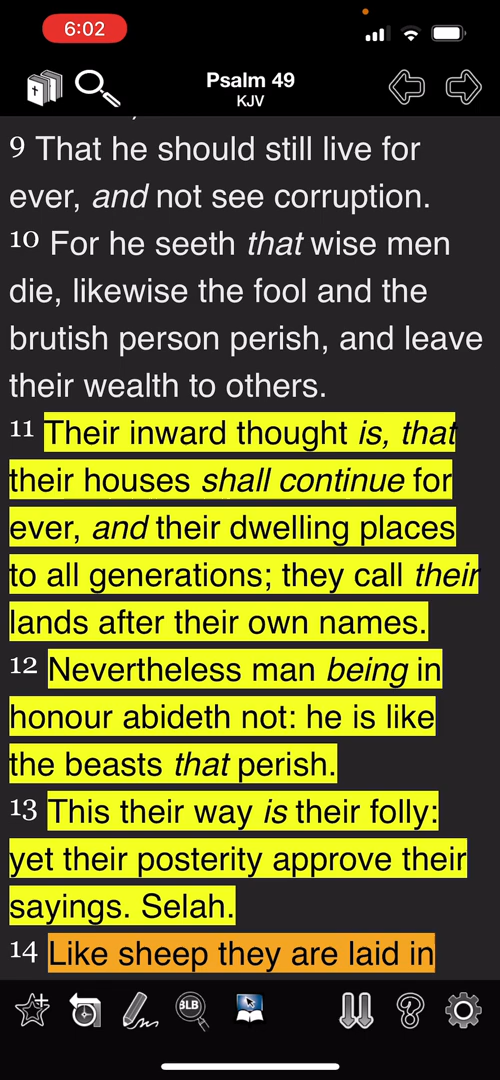 6:02
Psalm 49
KJV
9 That he should still live for
ever, and not see corruption.
10 For he seeth that wise men
die, likewise the fool and the
brutish person perish, and leave
their wealth to others.
11 Their inward thought is, that
their houses shall continue for
ever, and their dwelling places
to all generations; they call their
lands after their own names.
12 Nevertheless man being in
honour abideth not: he is like
the beasts that perish.
13 This their way is their folly:
yet their posterity approve their
sayings. Selah.
14 Like sheep they are laid in
BLB